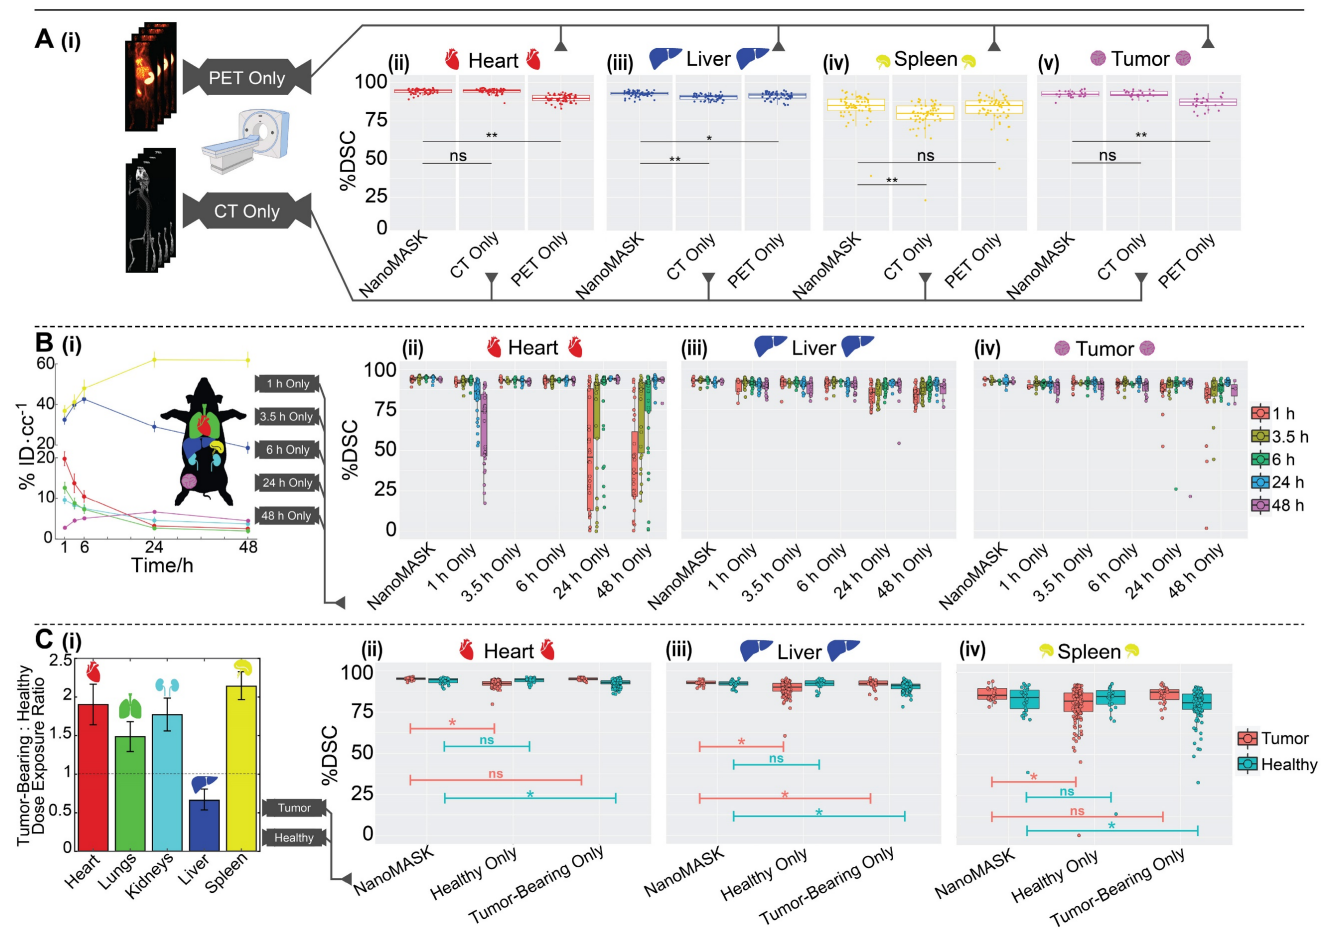 A (i)
PET Only
CT Only
(ii) Heart
(iii) Liver
(iv) Spleen
(v) Tumor
%DSC
100
75
50
25
0
**
ns
*
**
ns
**
**
ns
NanoMASK
CT Only
PET Only
NanoMASK
CT Only
PET Only
NanoMASK
CT Only
PET Only
NanoMASK
CT Only
PET Only
B (i)
% ID·cc-1
60
40
20
20
10
0
1 6 24 48
Time/h
1 h Only
3.5 h Only
6 h Only
24 h Only
48 h Only
(ii) Heart
(iii) Liver
(iv) Tumor
%DSC
100
75
50
25
0
NanoMASK
1 h Only
3.5 h Only
6 h Only
24 h Only
48 h Only
NanoMASK
1 h Only
3.5 h Only
6 h Only
24 h Only
48 h Only
NanoMASK
1 h Only
3.5 h Only
6 h Only
24 h Only
48 h Only
1 h
3.5 h
6 h
24 h
48 h
C (i)
Tumor-Bearing : Healthy
Dose Exposure Ratio
2.5
2
1.5
1
0.5
0
Heart
Lungs
Kidneys
Liver
Spleen
Tumor
Healthy
(ii) Heart
(iii) Liver
(iv) Spleen
%DSC
100
75
50
25
0
*
ns
ns
*
*
ns
*
*
*
ns
ns
*
NanoMASK
Healthy Only
Tumor-Bearing Only
NanoMASK
Healthy Only
Tumor-Bearing Only
NanoMASK
Healthy Only
Tumor-Bearing Only
Tumor
Healthy